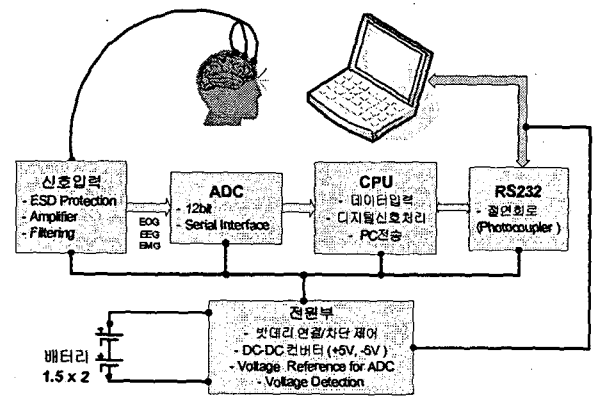 신호입력
- ESD Protection
- Amplifier
- Filtering
EOG
EEG
EMG
ADC
- 12bit
- Serial Interface
CPU
- 데이터입력
- 디지털신호처리
- PC전송
RS232
- 절연회로
(Photocoupler)
전원부
- 밧데리 연결/차단 제어
- DC-DC 컨버터 (+5V, -5V)
- Voltage Reference for ADC
- Voltage Detection
배터리
1.5 x 2